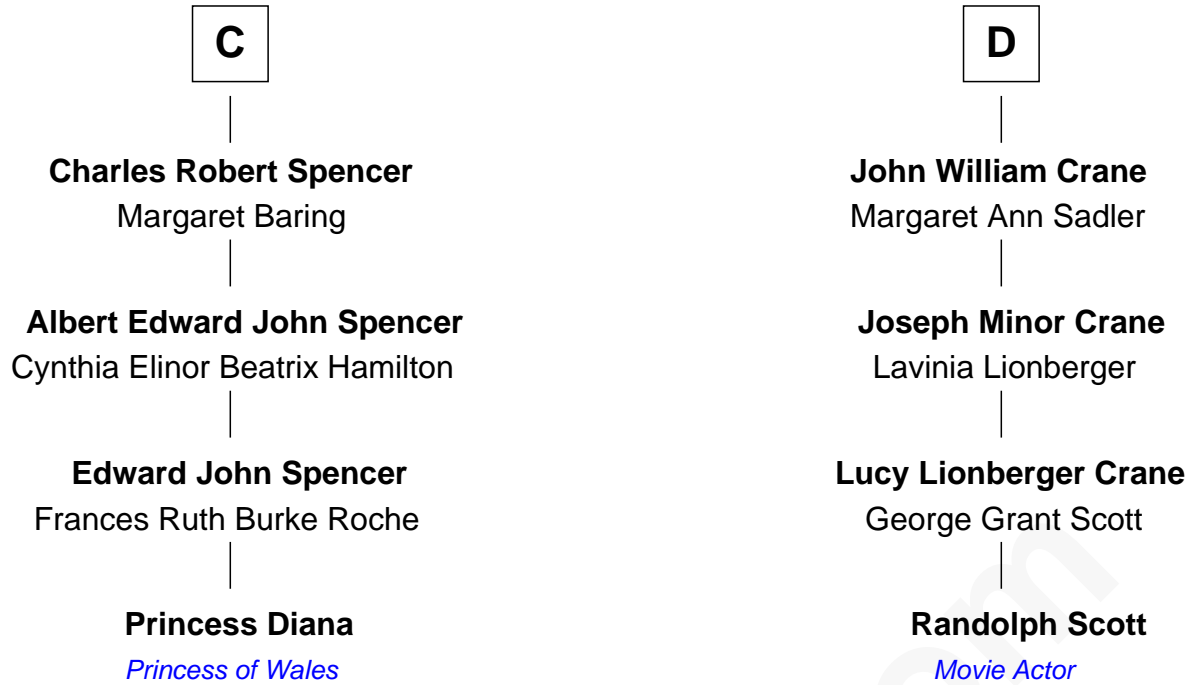 C
Charles Robert Spencer
Margaret Baring
Albert Edward John Spencer
Cynthia Elinor Beatrix Hamilton
Edward John Spencer
Frances Ruth Burke Roche
Princess Diana
Princess of Wales
D
John William Crane
Margaret Ann Sadler
Joseph Minor Crane
Lavinia Lionberger
Lucy Lionberger Crane
George Grant Scott
Randolph Scott
Movie Actor